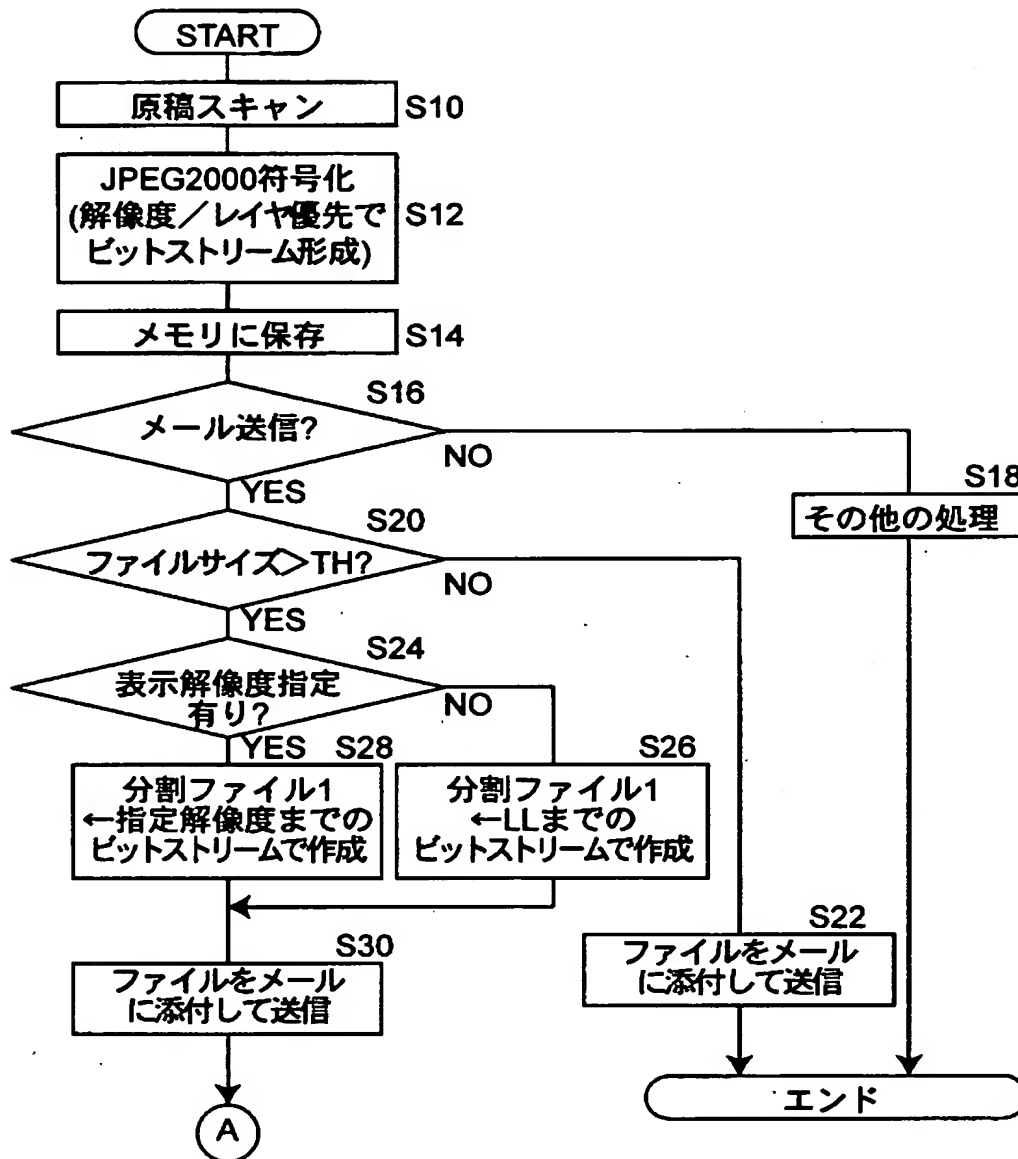 START
原稿スキャン
S10
JPEG2000符号化
(解像度／レイヤ優先で
ビットストリーム形成)
S12
メモリに保存
S14
S16
メール送信?
NO
YES
S18
その他の処理
S20
ファイルサイズ>TH?
NO
YES
S24
表示解像度指定
有り?
NO
YES
S28
分割ファイル1
←指定解像度までの
ビットストリームで作成
S26
分割ファイル1
←LLまでの
ビットストリームで作成
S30
ファイルをメール
に添付して送信
S22
ファイルをメール
に添付して送信
エンド
A